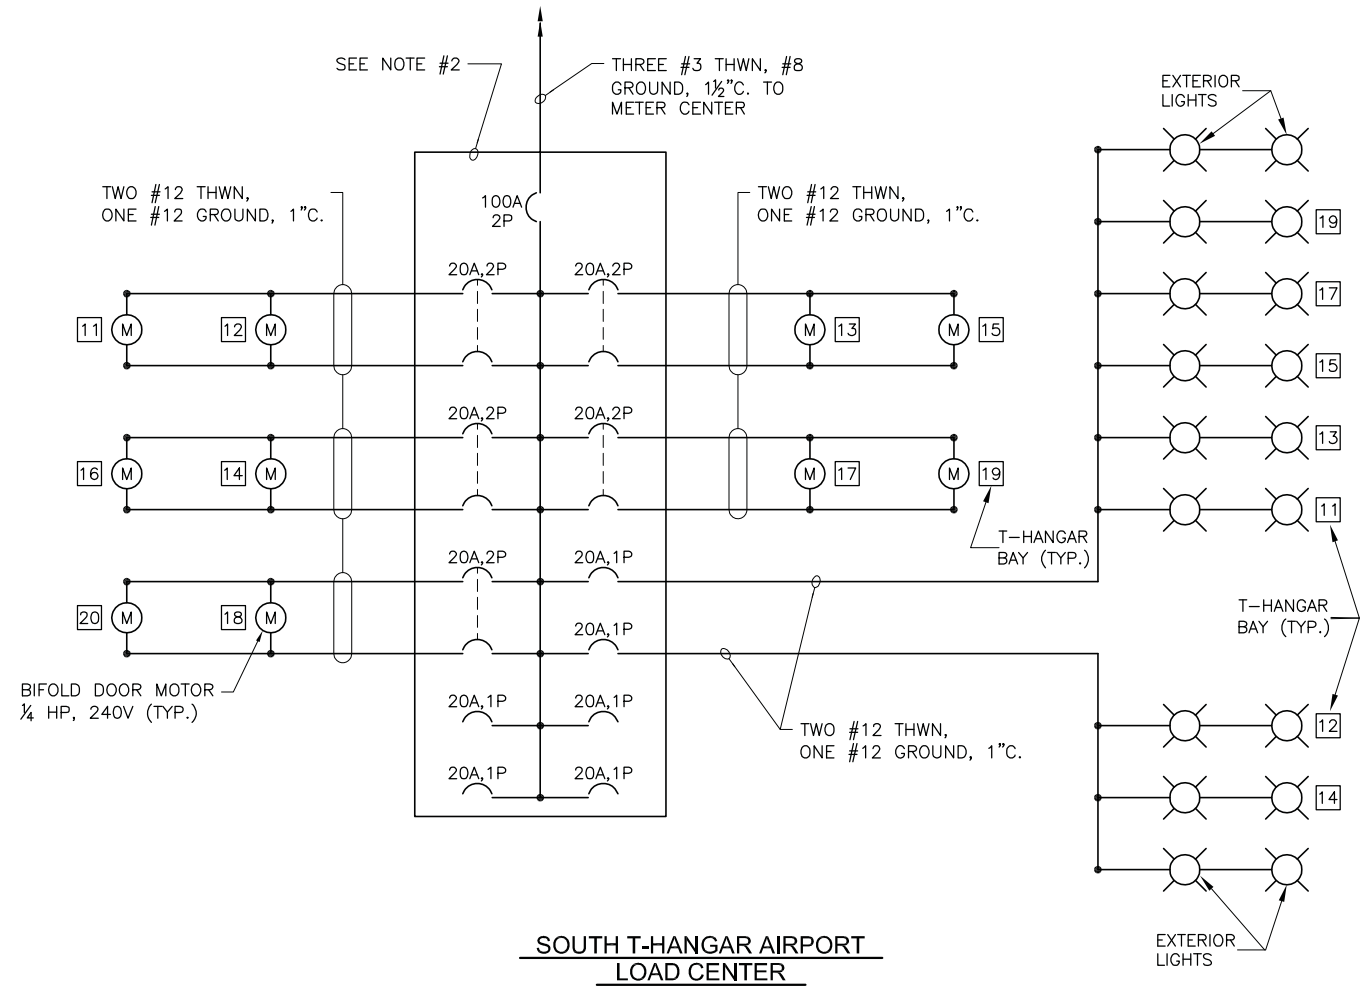 SEE NOTE #2
THREE #3 THWN, #8
GROUND, 1½"C. TO
METER CENTER
EXTERIOR
LIGHTS
TWO #12 THWN,
ONE #12 GROUND, 1"C.
100A
2P
TWO #12 THWN,
ONE #12 GROUND, 1"C.
19
20A,2P
20A,2P
17
11
M
12
M
M
13
M
15
15
20A,2P
20A,2P
13
16
M
14
M
M
17
M
19
11
T-HANGAR
BAY (TYP.)
20A,2P
20A,1P
20
M
18
M
20A,1P
T-HANGAR
BAY (TYP.)
BIFOLD DOOR MOTOR
¼ HP, 240V (TYP.)
20A,1P
20A,1P
TWO #12 THWN,
ONE #12 GROUND, 1"C.
12
20A,1P
20A,1P
14
EXTERIOR
LIGHTS
SOUTH T-HANGAR AIRPORT
LOAD CENTER